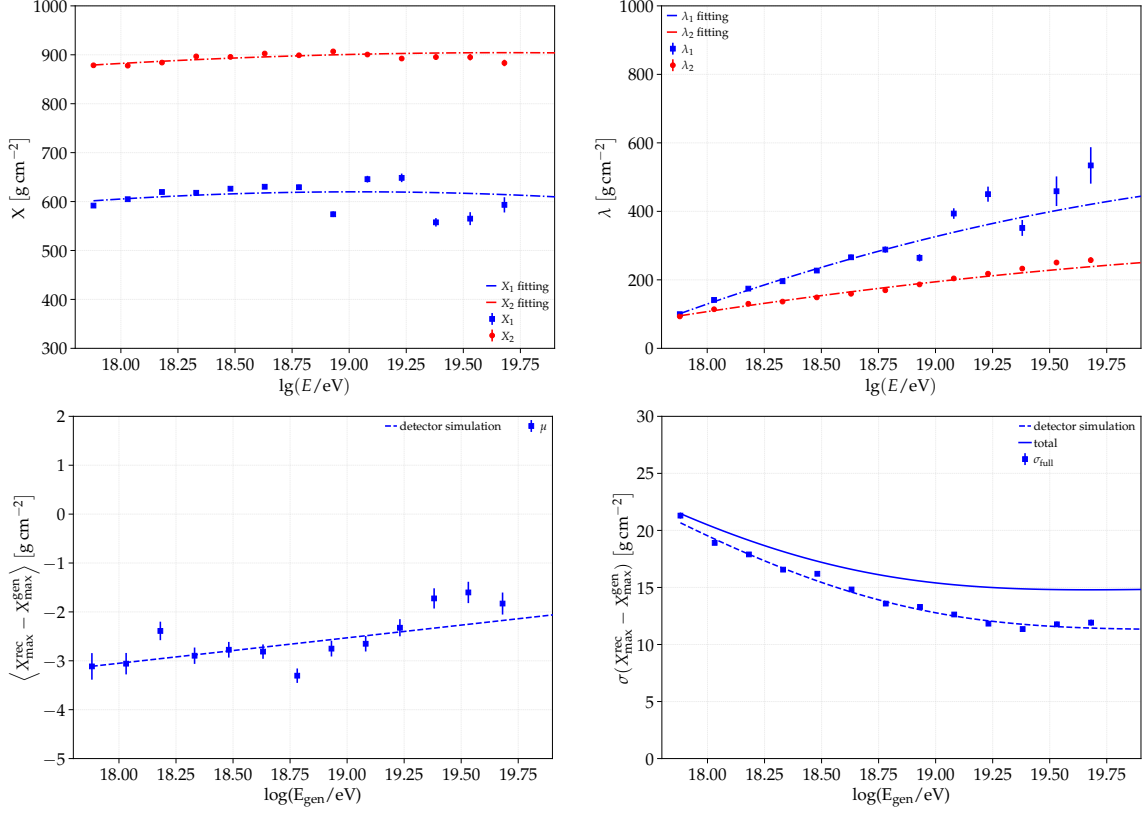 1000
900
800
700
600
500
400
300
X [g cm⁻²]
X₁ fitting
X₂ fitting
X₁
X₂
18.00 18.25 18.50 18.75 19.00 19.25 19.50 19.75
lg(E/eV)
1000
800
600
400
200
0
λ [g cm⁻²]
λ₁ fitting
λ₂ fitting
λ₁
λ₂
18.00 18.25 18.50 18.75 19.00 19.25 19.50 19.75
lg(E/eV)
2
1
0
−1
−2
−3
−4
−5
⟨X_max^rec − X_max^gen⟩ [g cm⁻²]
detector simulation μ
18.00 18.25 18.50 18.75 19.00 19.25 19.50 19.75
log(E_gen/eV)
30
25
20
15
10
5
0
σ(X_max^rec − X_max^gen) [g cm⁻²]
detector simulation
total
σ_full
18.00 18.25 18.50 18.75 19.00 19.25 19.50 19.75
log(E_gen/eV)